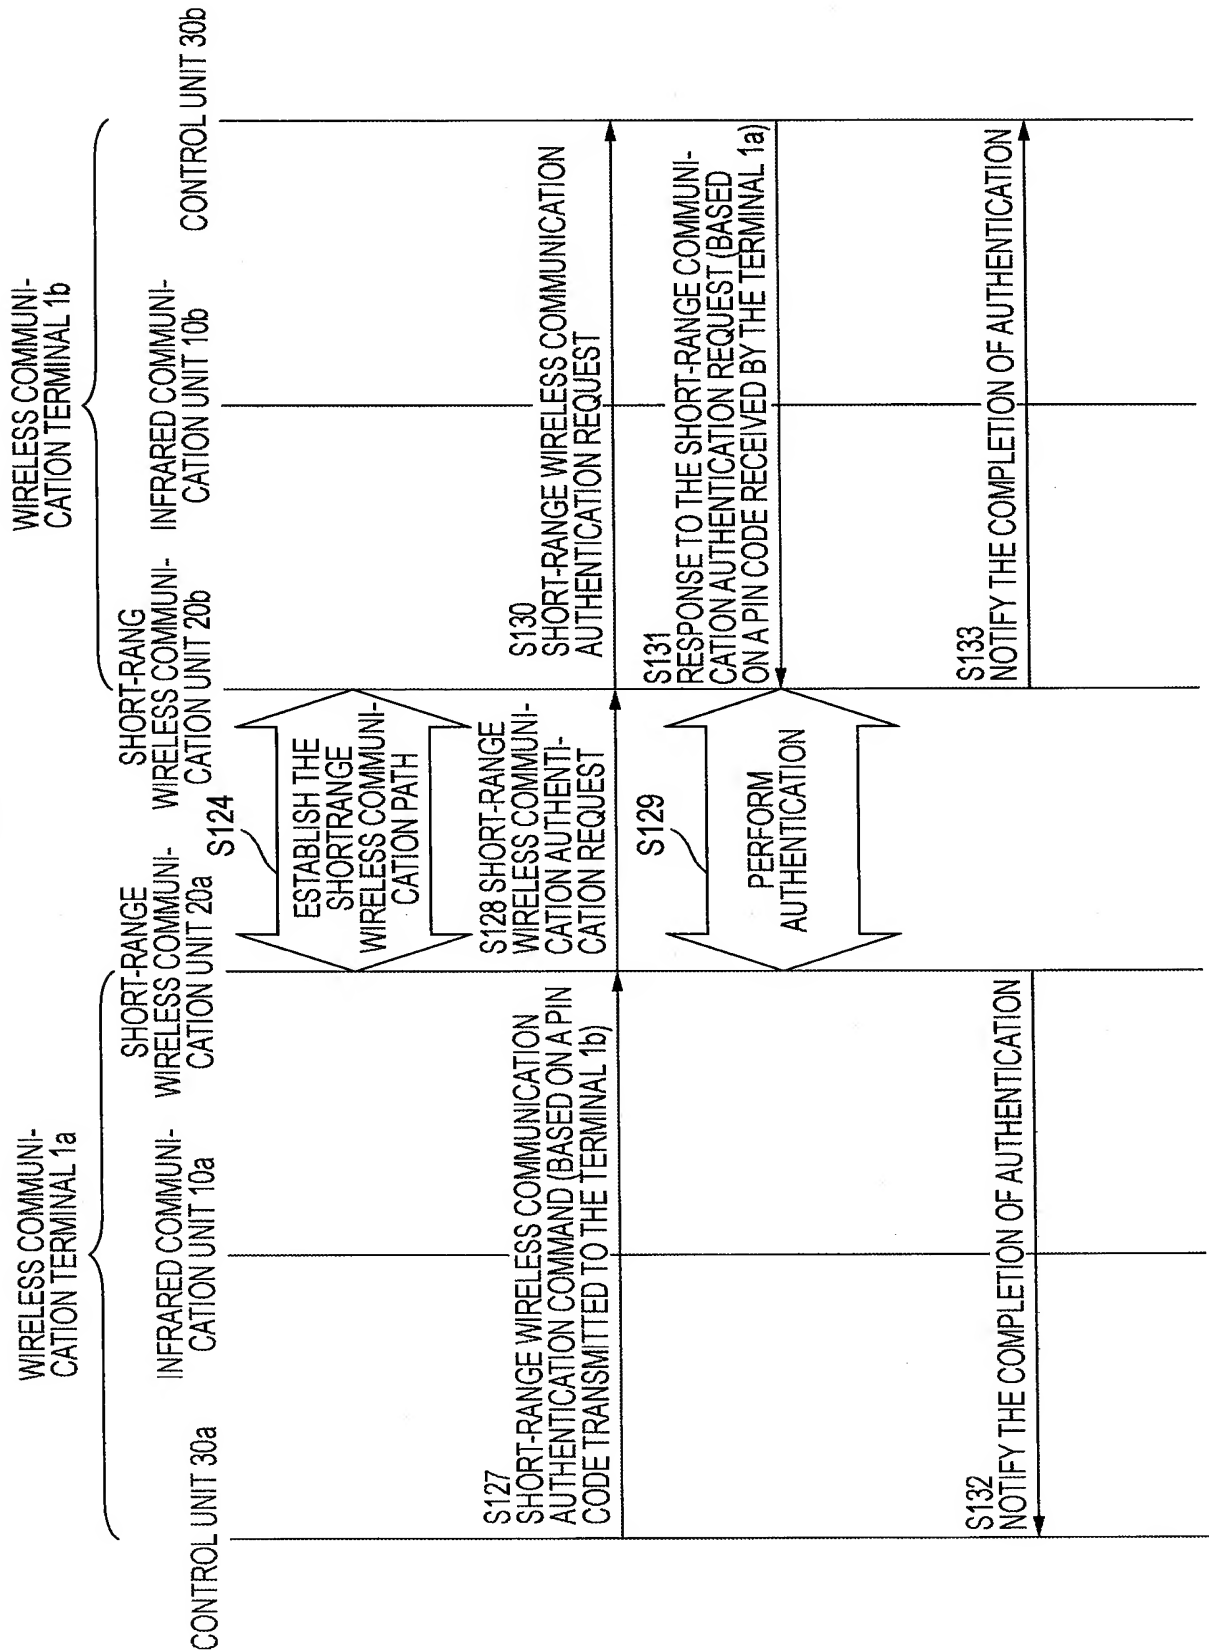 WIRELESS COMMUNI-
CATION TERMINAL 1a
WIRELESS COMMUNI-
CATION TERMINAL 1b
CONTROL UNIT 30a
INFRARED COMMUNI-
CATION UNIT 10a
SHORT-RANGE
WIRELESS COMMUNI-
CATION UNIT 20a
SHORT-RANG
WIRELESS COMMUNI-
CATION UNIT 20b
INFRARED COMMUNI-
CATION UNIT 10b
CONTROL UNIT 30b
S124
ESTABLISH THE
SHORTRANGE
WIRELESS COMMUNI-
CATION PATH
S127
SHORT-RANGE WIRELESS COMMUNICATION
AUTHENTICATION COMMAND (BASED ON A PIN
CODE TRANSMITTED TO THE TERMINAL 1b)
S128 SHORT-RANGE
WIRELESS COMMUNI-
CATION AUTHENTI-
CATION REQUEST
S130
SHORT-RANGE WIRELESS COMMUNICATION
AUTHENTICATION REQUEST
S129
PERFORM
AUTHENTICATION
S131
RESPONSE TO THE SHORT-RANGE COMMUNI-
CATION AUTHENTICATION REQUEST (BASED
ON A PIN CODE RECEIVED BY THE TERMINAL 1a)
S132
NOTIFY THE COMPLETION OF AUTHENTICATION
S133
NOTIFY THE COMPLETION OF AUTHENTICATION